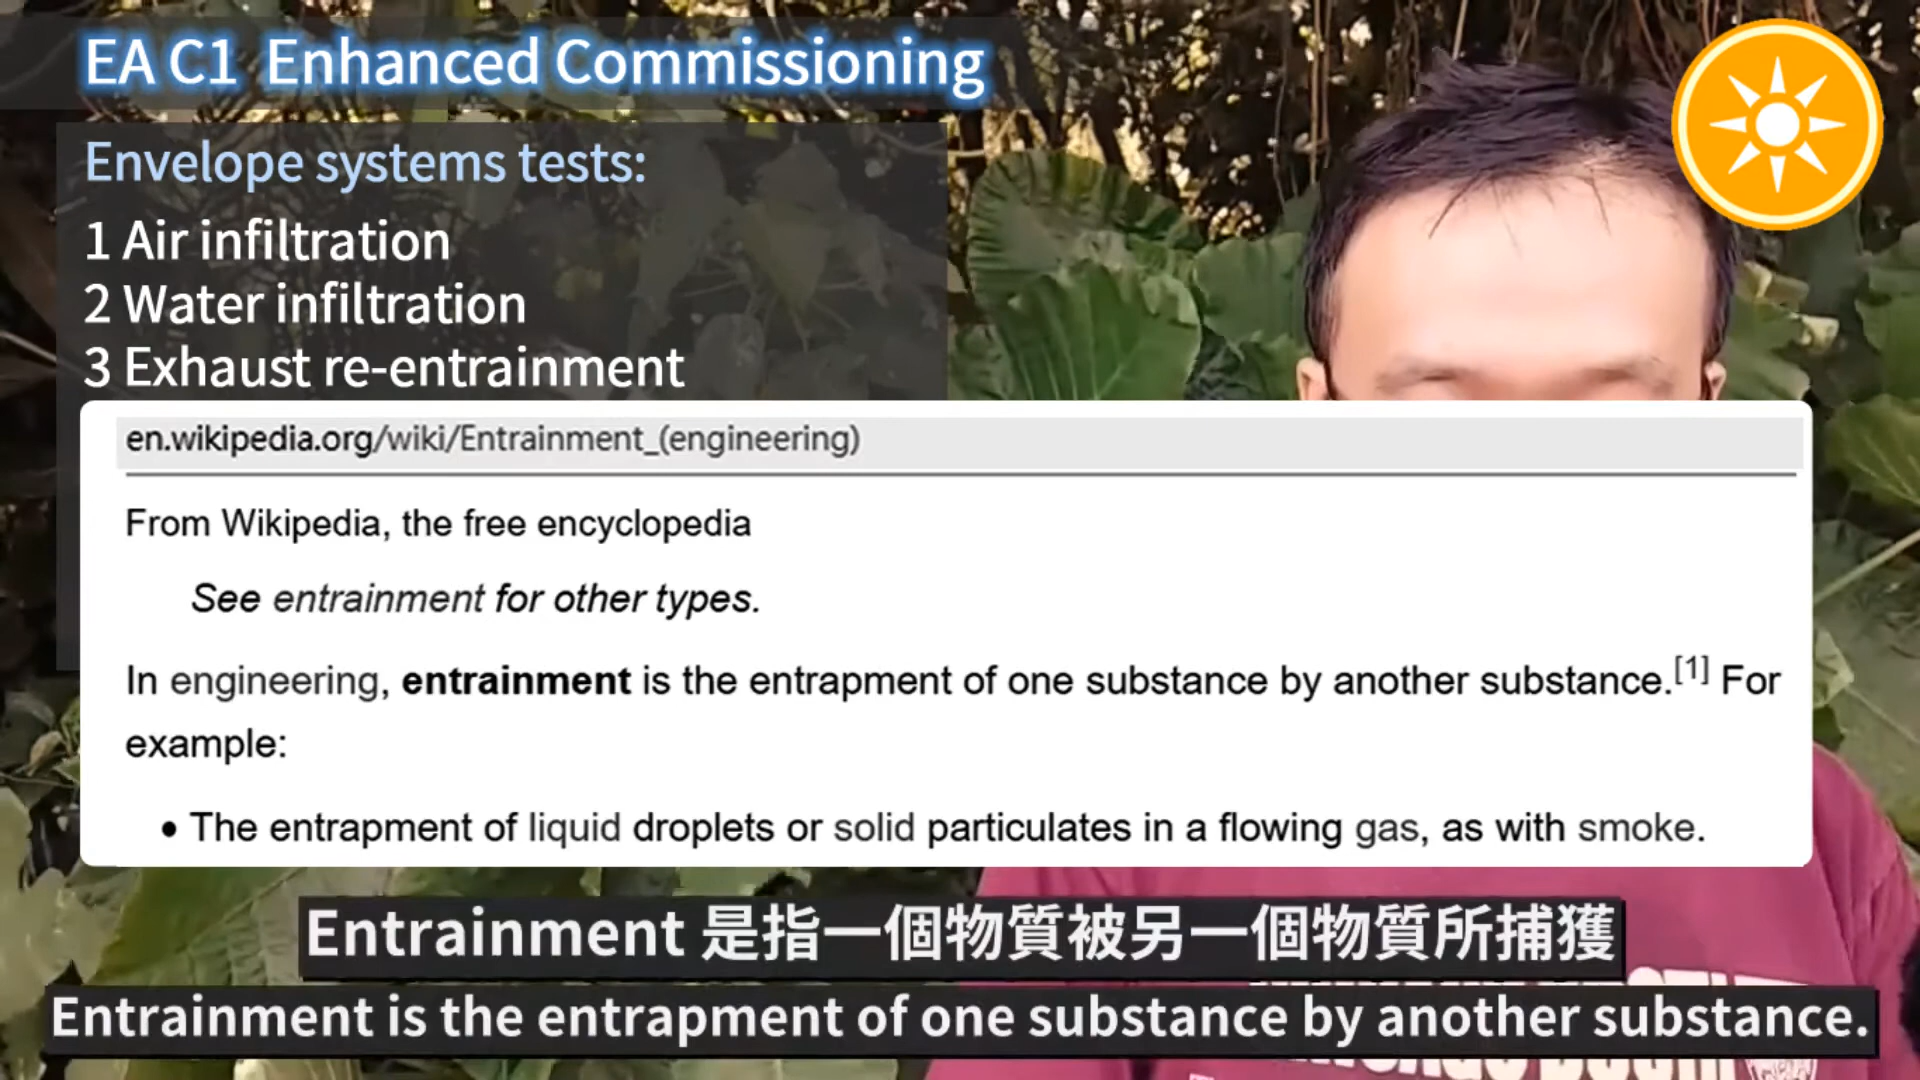 EA C1 Enhanced Commissioning
Envelope systems tests:
1 Air infiltration
2 Water infiltration
3 Exhaust re-entrainment
en.wikipedia.org/wiki/Entrainment_(engineering)
From Wikipedia, the free encyclopedia
See entrainment for other types.
In engineering, entrainment is the entrapment of one substance by another substance.[1] For
example:
• The entrapment of liquid droplets or solid particulates in a flowing gas, as with smoke.
Entrainment 是指一個物質被另一個物質所捕獲
Entrainment is the entrapment of one substance by another substance.